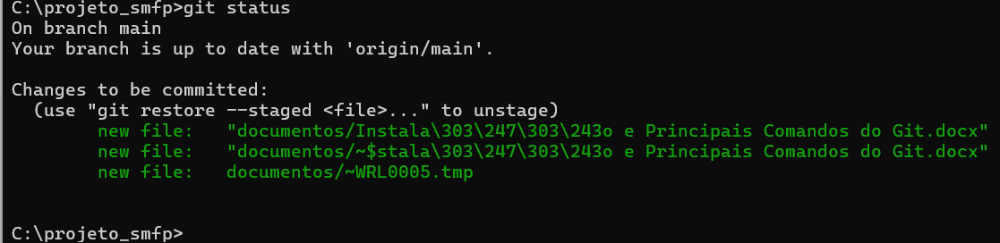 C:\projeto_smfp>git status
On branch main
Your branch is up to date with 'origin/main'.
Changes to be committed:
(use "git restore --staged <file>..." to unstage)
new file: "documentos/Instala\303\247\303\243o e Principais Comandos do Git.docx"
new file: "documentos/~$stala\303\247\303\243o e Principais Comandos do Git.docx"
new file: documentos/~WRL0005.tmp
C:\projeto_smfp>